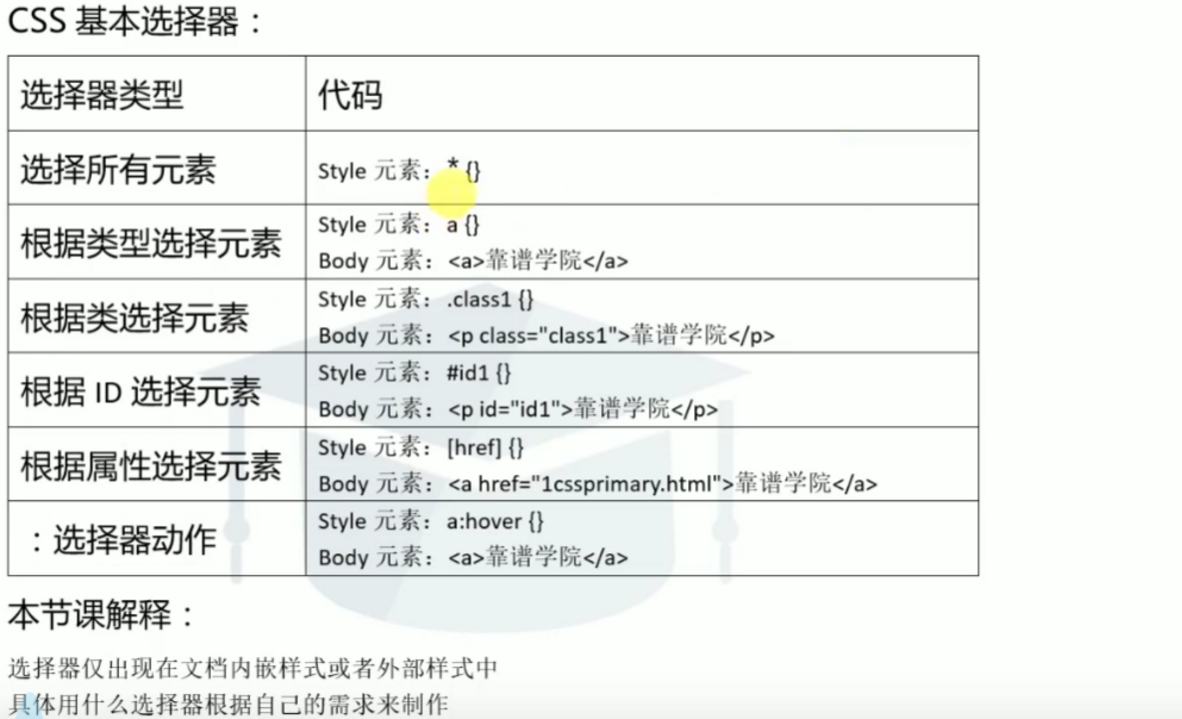 CSS 基本选择器：
选择器类型 代码
选择所有元素 Style 元素：* {}
根据类型选择元素 Style 元素：a {}
Body 元素：<a>靠谱学院</a>
根据类选择元素 Style 元素：.class1 {}
Body 元素：<p class="class1">靠谱学院</p>
根据 ID 选择元素 Style 元素：#id1 {}
Body 元素：<p id="id1">靠谱学院</p>
根据属性选择元素 Style 元素：[href] {}
Body 元素：<a href="1cssprimary.html">靠谱学院</a>
：选择器动作 Style 元素：a:hover {}
Body 元素：<a>靠谱学院</a>
本节课解释：
选择器仅出现在文档内嵌样式或者外部样式中
具体用什么选择器根据自己的需求来制作